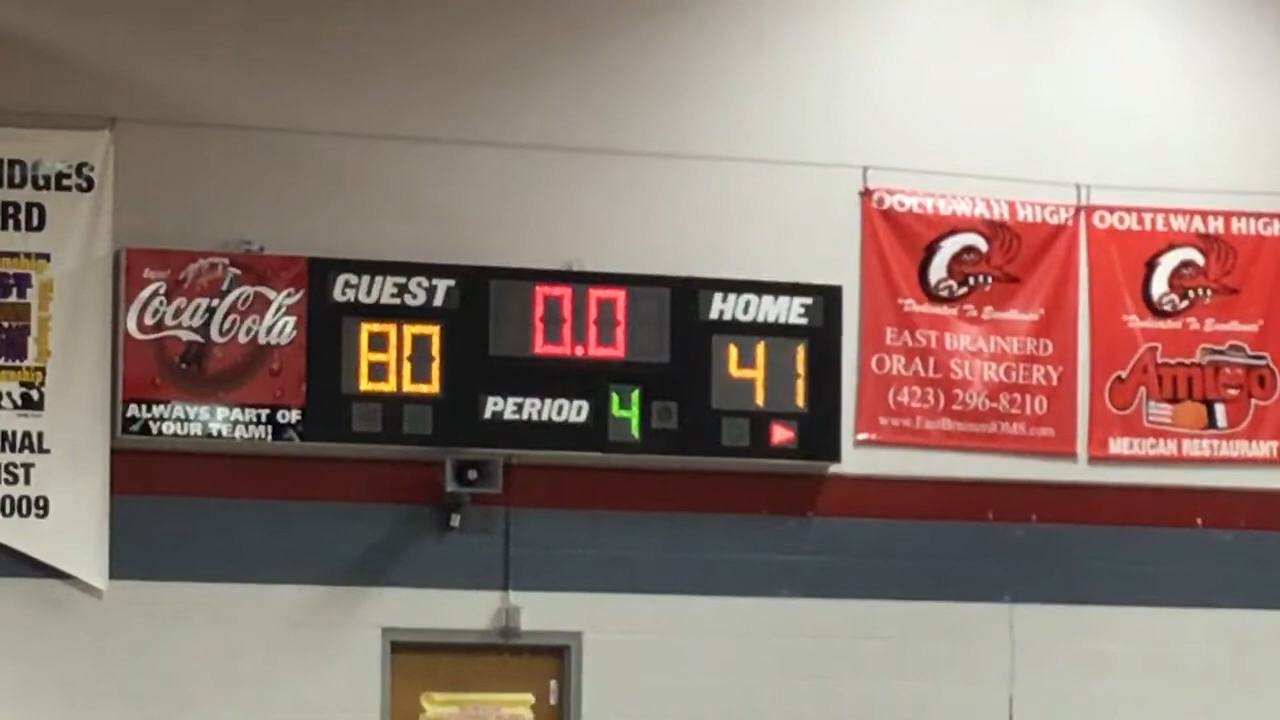 IDGES
RD
NAL
IST
009
Enjoy
Coca-Cola
ALWAYS PART OF
YOUR TEAM!
GUEST
80
0.0
PERIOD 4
HOME
41
OOLTEWAH HIGH
"Dedicated To Excellence"
EAST BRAINERD
ORAL SURGERY
(423) 296-8210
www.EastBrainerdOMS.com
OOLTEWAH HIGH
"Dedicated To Excellence"
Amigo
MEXICAN RESTAURANT